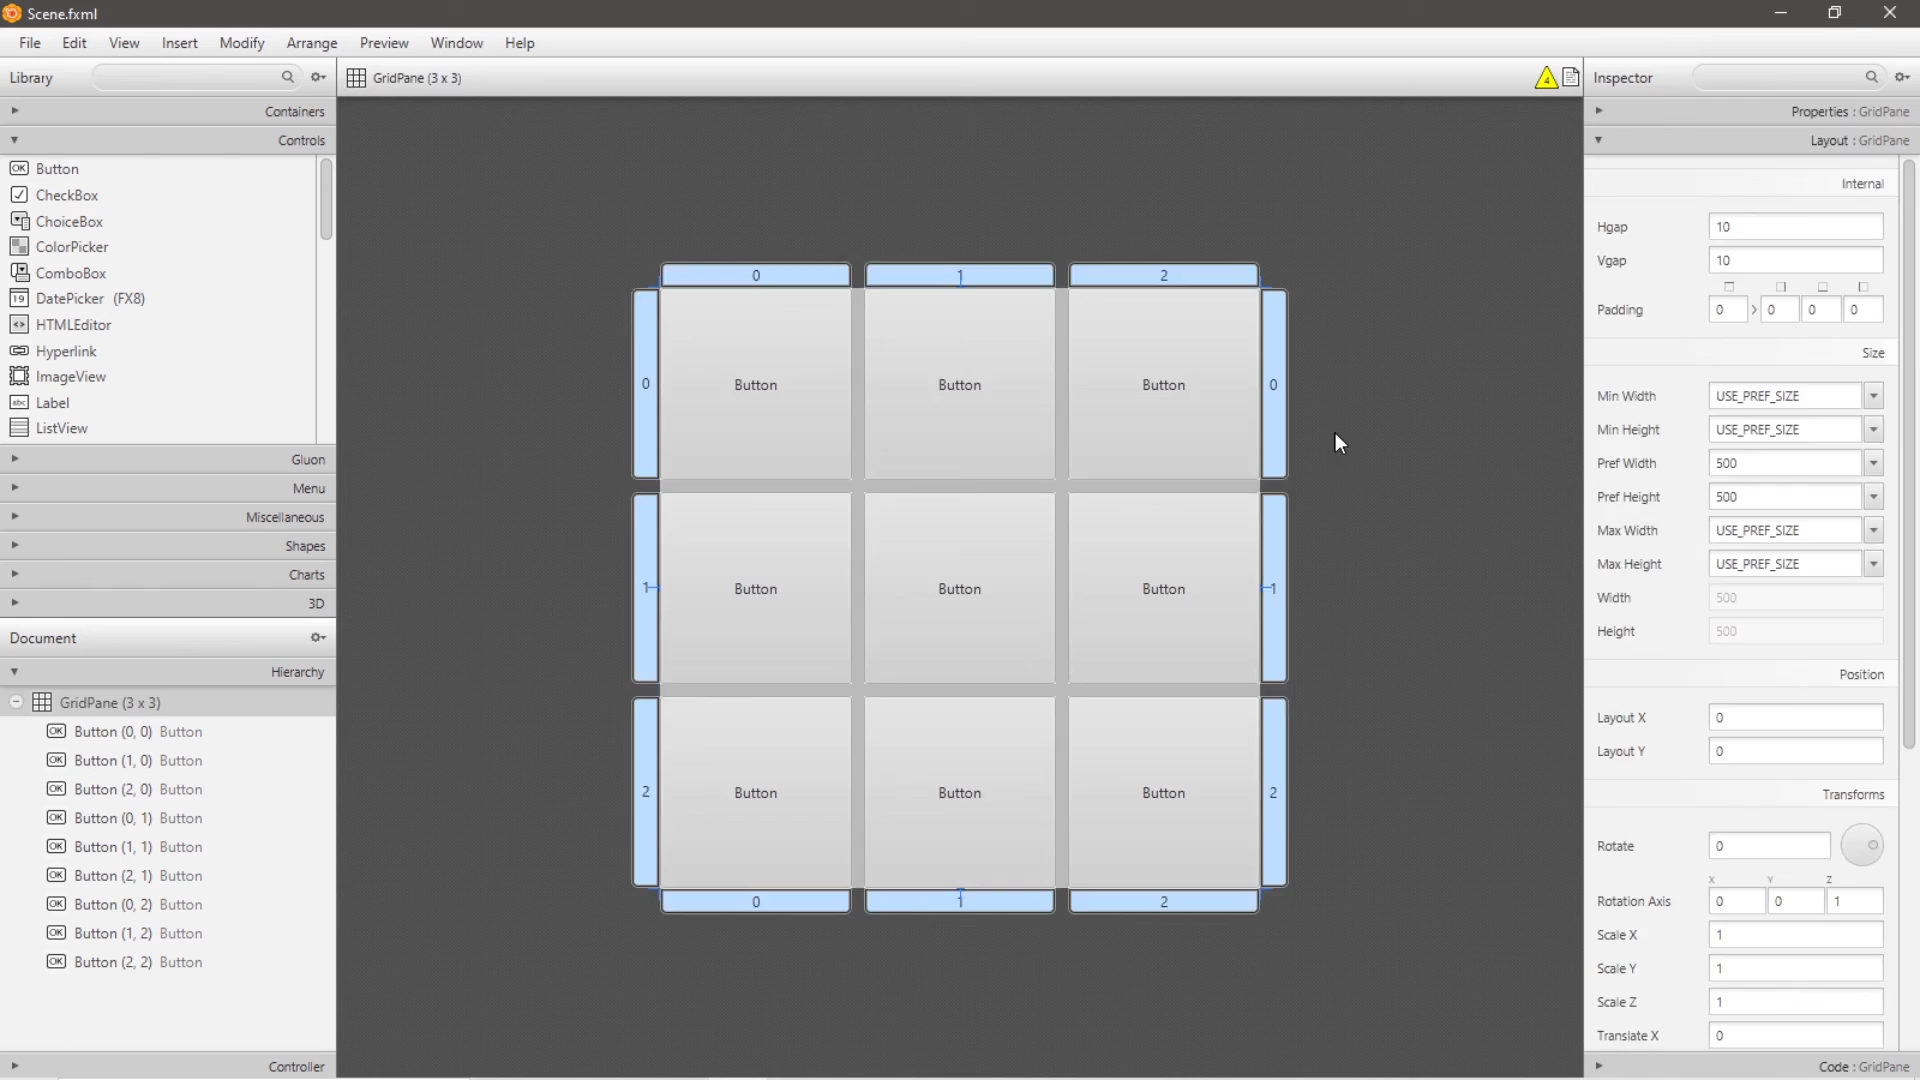 Scene.fxml
File Edit View Insert Modify Arrange Preview Window Help
Library
GridPane (3 x 3)
4
Inspector
Containers
Controls
Button
CheckBox
ChoiceBox
ColorPicker
ComboBox
DatePicker (FX8)
HTMLEditor
Hyperlink
ImageView
Label
ListView
Gluon
Menu
Miscellaneous
Shapes
Charts
3D
Document
Hierarchy
GridPane (3 x 3)
Button (0, 0) Button
Button (1, 0) Button
Button (2, 0) Button
Button (0, 1) Button
Button (1, 1) Button
Button (2, 1) Button
Button (0, 2) Button
Button (1, 2) Button
Button (2, 2) Button
Controller
0 1 2
0 Button Button Button 0
1 Button Button Button 1
2 Button Button Button 2
0 1 2
Properties : GridPane
Layout : GridPane
Internal
Hgap 10
Vgap 10
Padding 0 0 0 0
Size
Min Width USE_PREF_SIZE
Min Height USE_PREF_SIZE
Pref Width 500
Pref Height 500
Max Width USE_PREF_SIZE
Max Height USE_PREF_SIZE
Width 500
Height 500
Position
Layout X 0
Layout Y 0
Transforms
Rotate 0
X Y Z
Rotation Axis 0 0 1
Scale X 1
Scale Y 1
Scale Z 1
Translate X 0
Code : GridPane